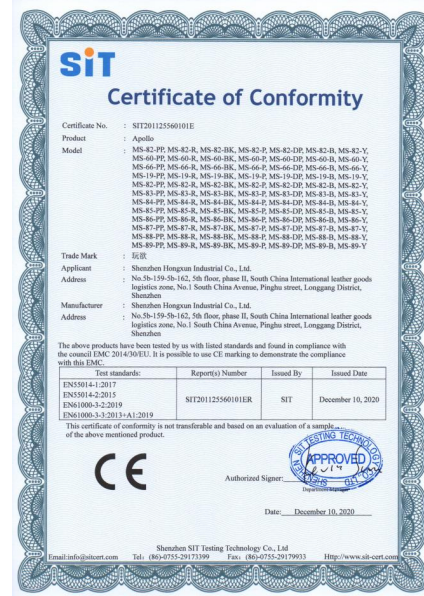 SiT
Certificate of Conformity
Certificate No. : SIT201125560101E
Product : Apollo
Model : MS-82-PP, MS-82-R, MS-82-BK, MS-82-P, MS-82-DP, MS-82-B, MS-82-Y,
MS-60-PP, MS-60-R, MS-60-BK, MS-60-P, MS-60-DP, MS-60-B, MS-60-Y,
MS-66-PP, MS-66-R, MS-66-BK, MS-66-P, MS-66-DP, MS-66-B, MS-66-Y,
MS-19-PP, MS-19-R, MS-19-BK, MS-19-P, MS-19-DP, MS-19-B, MS-19-Y,
MS-82-PP, MS-82-R, MS-82-BK, MS-82-P, MS-82-DP, MS-82-B, MS-82-Y,
MS-83-PP, MS-83-R, MS-83-BK, MS-83-P, MS-83-DP, MS-83-B, MS-83-Y,
MS-84-PP, MS-84-R, MS-84-BK, MS-84-P, MS-84-DP, MS-84-B, MS-84-Y,
MS-85-PP, MS-85-R, MS-85-BK, MS-85-P, MS-85-DP, MS-85-B, MS-85-Y,
MS-86-PP, MS-86-R, MS-86-BK, MS-86-P, MS-86-DP, MS-86-B, MS-86-Y,
MS-87-PP, MS-87-R, MS-87-BK, MS-87-P, MS-87-DP, MS-87-B, MS-87-Y,
MS-88-PP, MS-88-R, MS-88-BK, MS-88-P, MS-88-DP, MS-88-B, MS-88-Y,
MS-89-PP, MS-89-R, MS-89-BK, MS-89-P, MS-89-DP, MS-89-B, MS-89-Y
Trade Mark : 玩欲
Applicant : Shenzhen Hongxun Industrial Co., Ltd.
Address : No.5b-159-5b-162, 5th floor, phase II, South China International leather goods
logistics zone, No.1 South China Avenue, Pinghu street, Longgang District,
Shenzhen
Manufacturer : Shenzhen Hongxun Industrial Co., Ltd.
Address : No.5b-159-5b-162, 5th floor, phase II, South China International leather goods
logistics zone, No.1 South China Avenue, Pinghu street, Longgang District,
Shenzhen
The above products have been tested by us with listed standards and found in compliance with
the council EMC 2014/30/EU. It is possible to use CE marking to demonstrate the compliance
with this EMC.
Test standards: Report(s) Number Issued By Issued Date
EN55014-1:2017
EN55014-2:2015
EN61000-3-2:2019
EN61000-3-3:2013+A1:2019
SIT201125560101ER SIT December 10, 2020
This certificate of conformity is not transferable and based on an evaluation of a sample
of the above mentioned product.
CE
APPROVED
Authorized Signer:
Date: December 10, 2020
Shenzhen SIT Testing Technology Co., Ltd
Email:info@sitcert.com Tel: (86)-0755-29173399 Fax: (86)-0755-29179933 Http://www.sit-cert.com